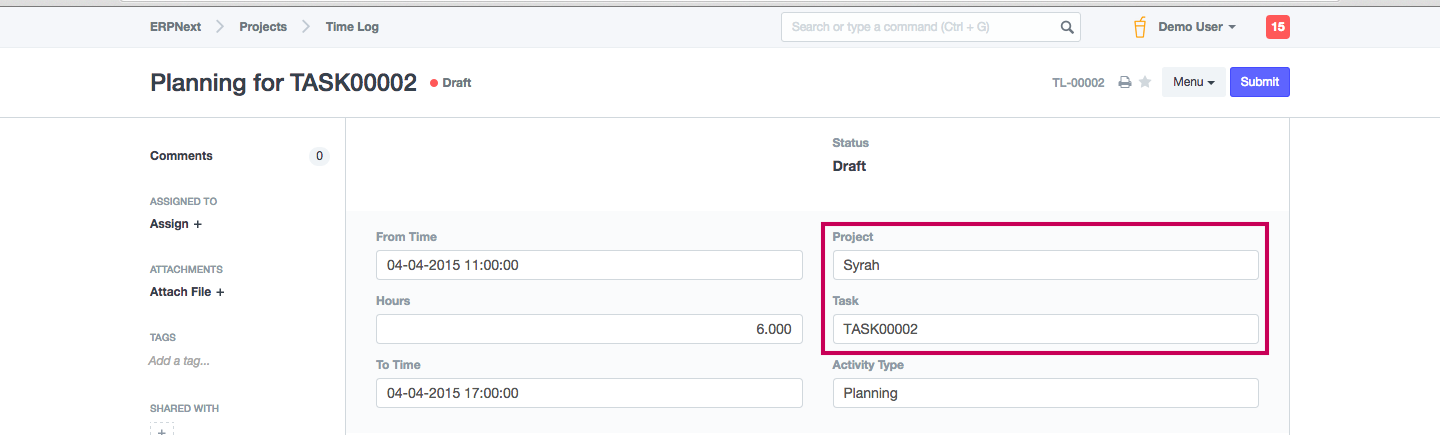 ERPNext Projects Time Log Search or type a command (Ctrl + G) Demo User 15
Planning for TASK00002 Draft TL-00002 Menu Submit
Comments 0
ASSIGNED TO
Assign +
ATTACHMENTS
Attach File +
TAGS
Add a tag...
SHARED WITH
+
Status
Draft
From Time
04-04-2015 11:00:00
Hours
6.000
To Time
04-04-2015 17:00:00
Project
Syrah
Task
TASK00002
Activity Type
Planning